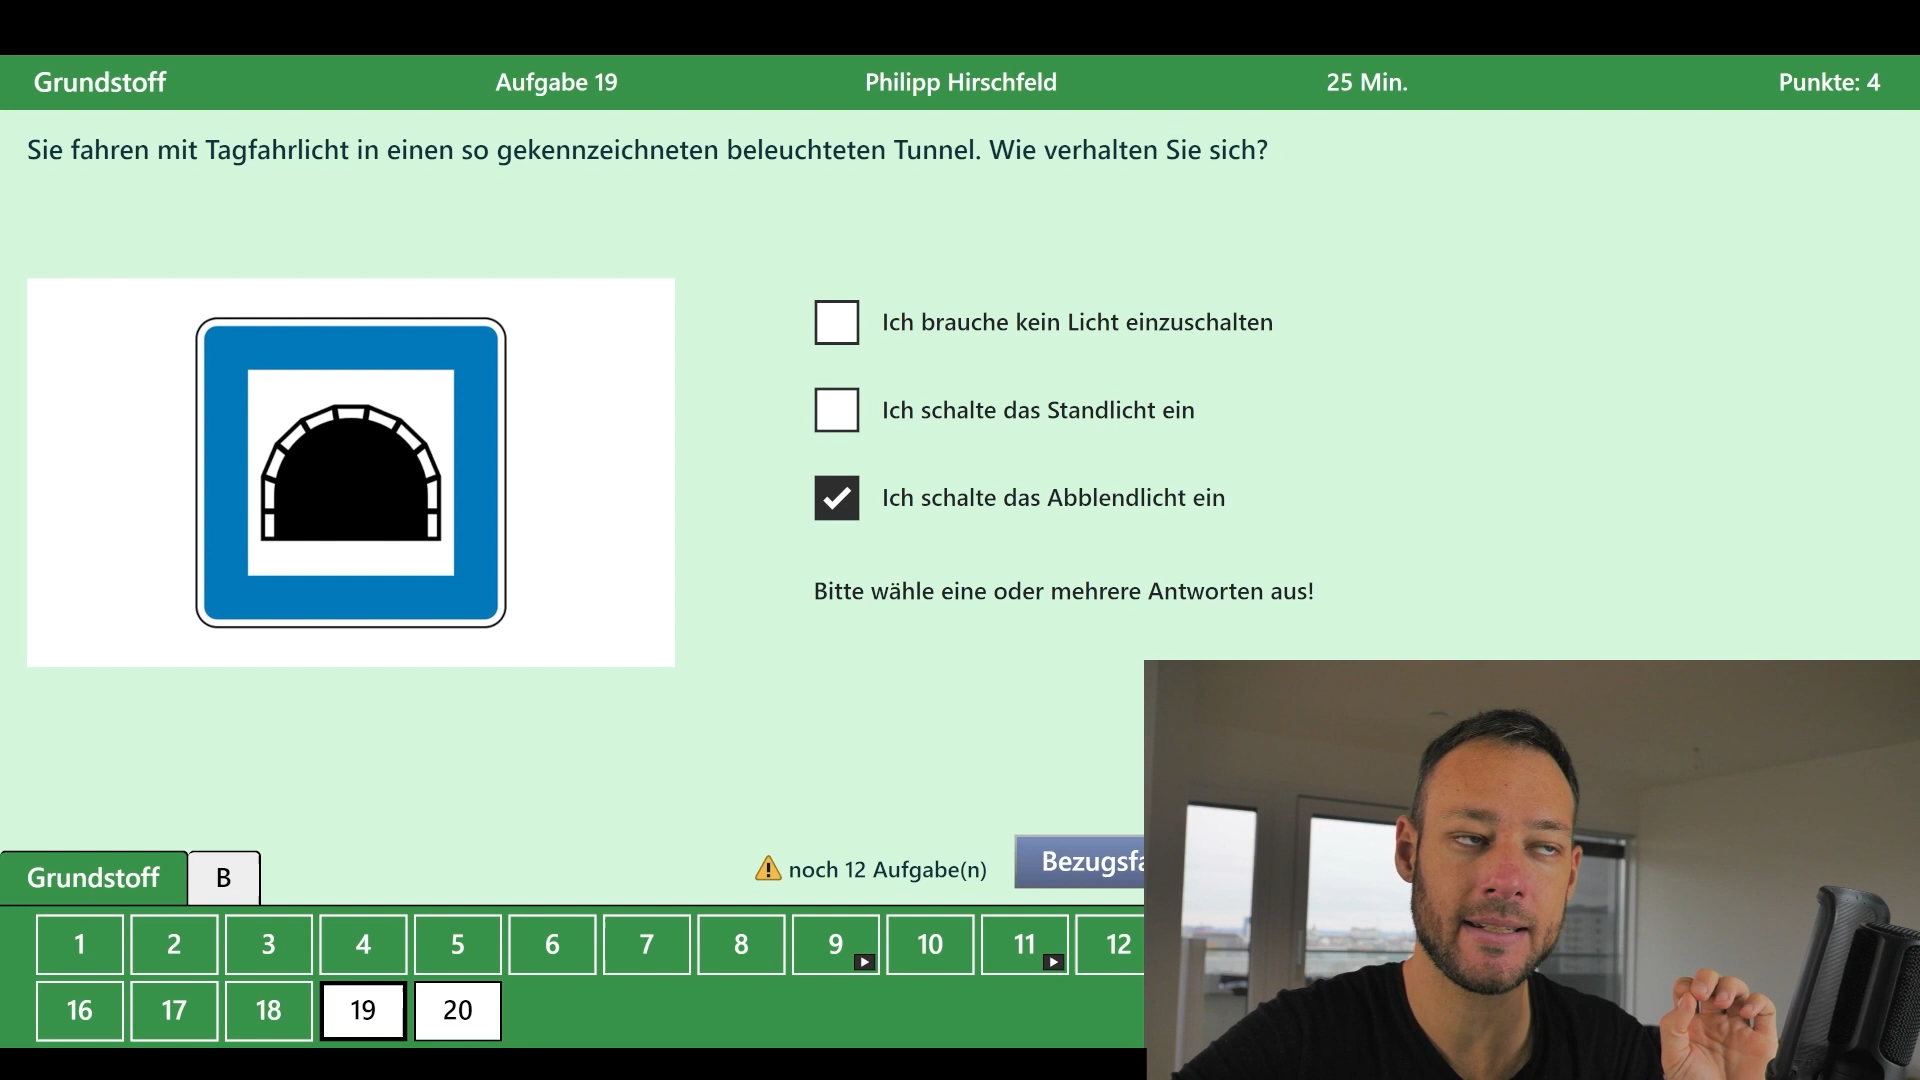 Grundstoff Aufgabe 19 Philipp Hirschfeld 25 Min. Punkte: 4
Sie fahren mit Tagfahrlicht in einen so gekennzeichneten beleuchteten Tunnel. Wie verhalten Sie sich?
Ich brauche kein Licht einzuschalten
Ich schalte das Standlicht ein
Ich schalte das Abblendlicht ein
Bitte wähle eine oder mehrere Antworten aus!
noch 12 Aufgabe(n) Bezugsfa
Grundstoff B
1 2 3 4 5 6 7 8 9 10 11 12
16 17 18 19 20